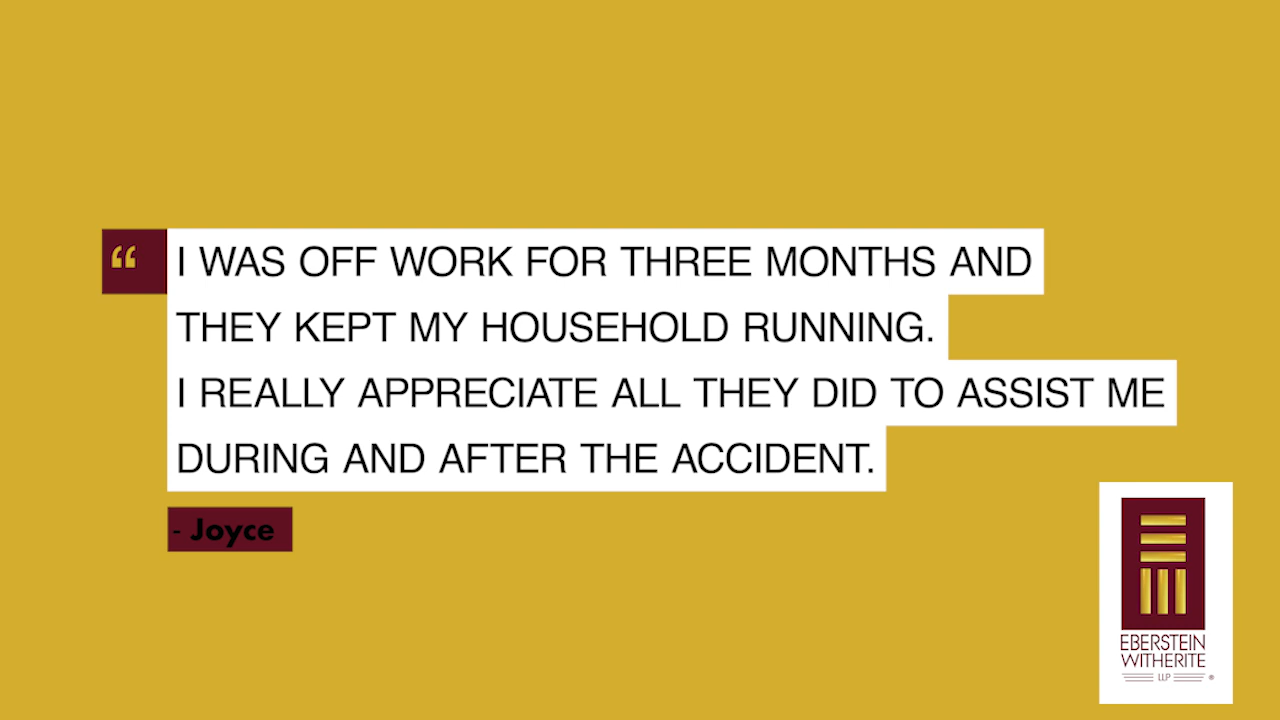 “ I WAS OFF WORK FOR THREE MONTHS AND
THEY KEPT MY HOUSEHOLD RUNNING.
I REALLY APPRECIATE ALL THEY DID TO ASSIST ME
DURING AND AFTER THE ACCIDENT.
- Joyce
EBERSTEIN
WITHERITE
LLP ®